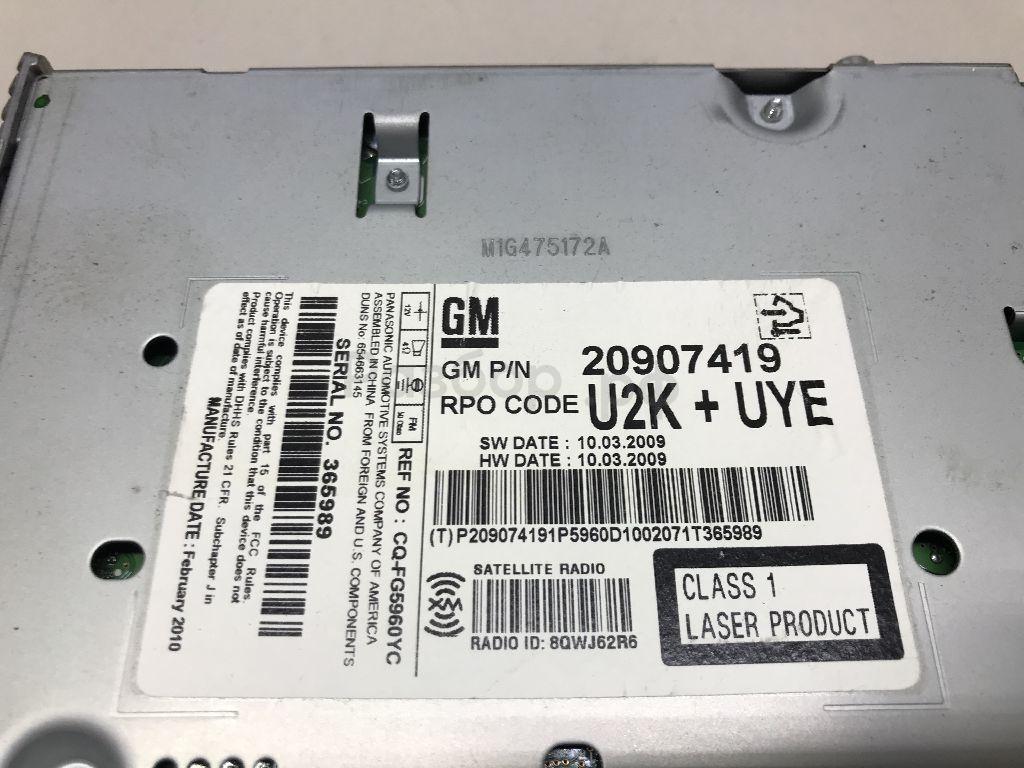 M1G475172A
GM
GM P/N 20907419
RPO CODE U2K + UYE
SW DATE : 10.03.2009
HW DATE : 10.03.2009
(T)P209074191P5960D1002071T365989
SATELLITE RADIO
((XM))
RADIO ID: 8QWJ62R6
CLASS 1
LASER PRODUCT
12V 4Ω FM
REF NO : CQ-FG5960YC
PANASONIC AUTOMOTIVE SYSTEMS COMPANY OF AMERICA
ASSEMBLED IN CHINA FROM FOREIGN AND U.S. COMPONENTS
DUNS No. 654663145
SERIAL NO. 365989
This device complies with part 15 of the FCC Rules.
Operation is subject to the condition that this device does not
cause harmful interference.
Product complies with DHHS Rules 21 CFR. Subchapter J in
effect as of date of manufacture.
MANUFACTURE DATE : February 2010